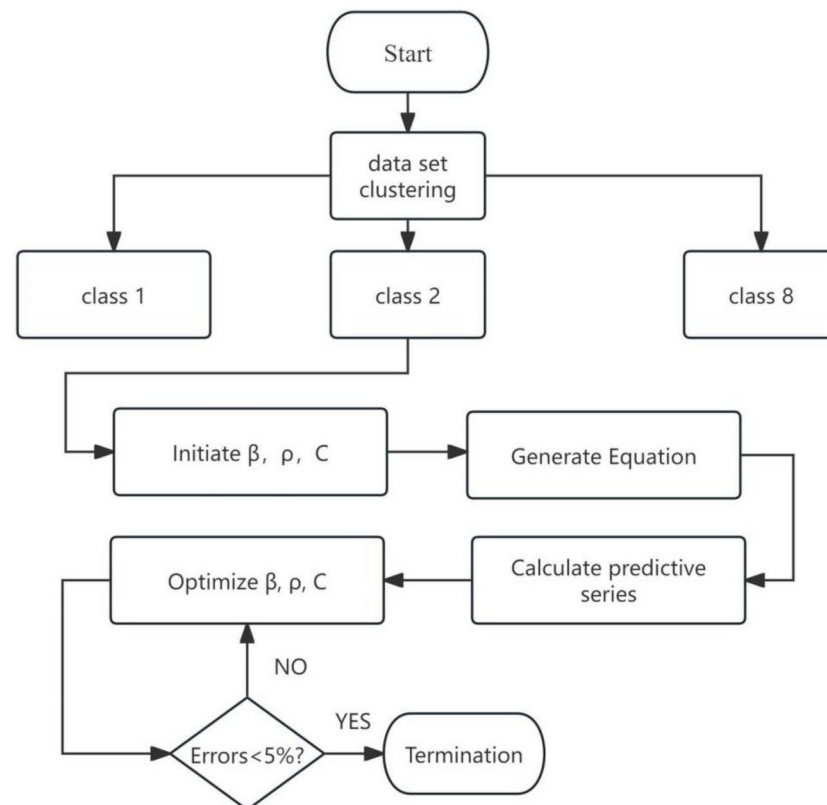 Start
data set
clustering
class 1
class 2
class 8
Initiate β, ρ, C
Generate Equation
Optimize β, ρ, C
Calculate predictive
series
NO
YES
Errors<5%?
Termination